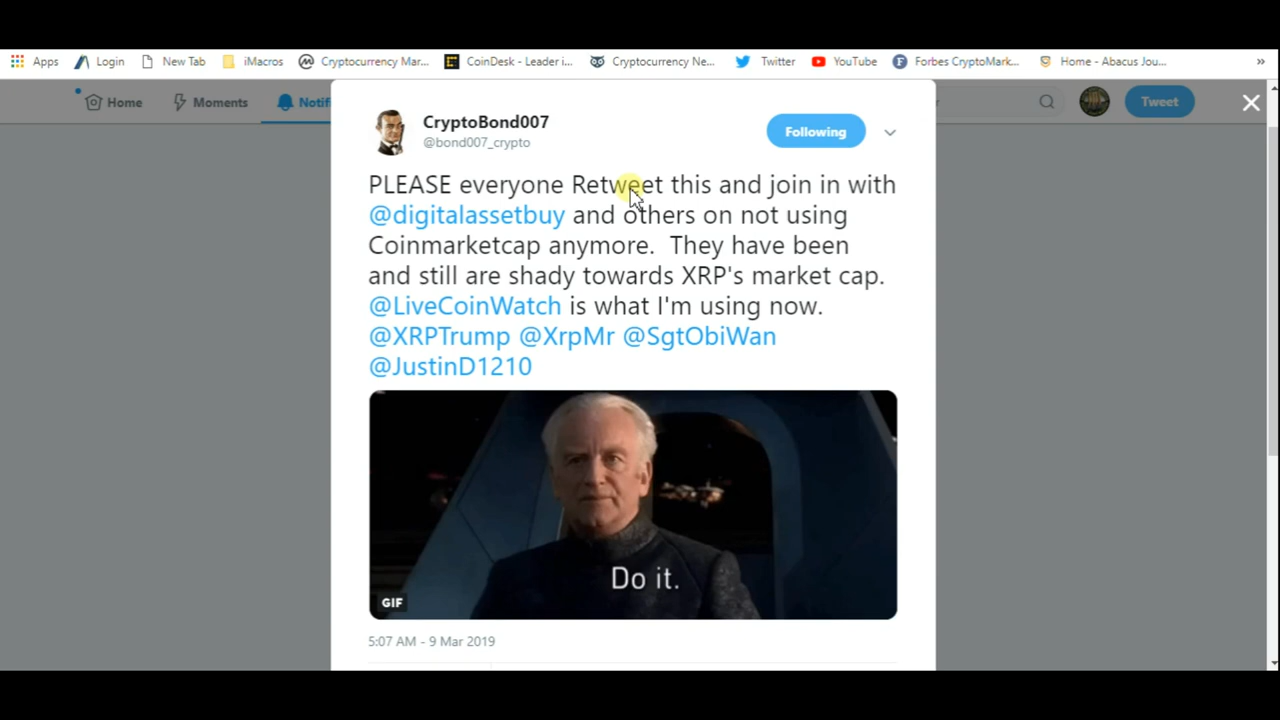 Apps Login New Tab iMacros Cryptocurrency Mar... CoinDesk - Leader i... Cryptocurrency Ne... Twitter YouTube Forbes CryptoMark... Home - Abacus Jou... »
Home Moments Notifi r Tweet
CryptoBond007
@bond007_crypto
Following
PLEASE everyone Retweet this and join in with
@digitalassetbuy and others on not using
Coinmarketcap anymore. They have been
and still are shady towards XRP's market cap.
@LiveCoinWatch is what I'm using now.
@XRPTrump @XrpMr @SgtObiWan
@JustinD1210
Do it.
GIF
5:07 AM - 9 Mar 2019